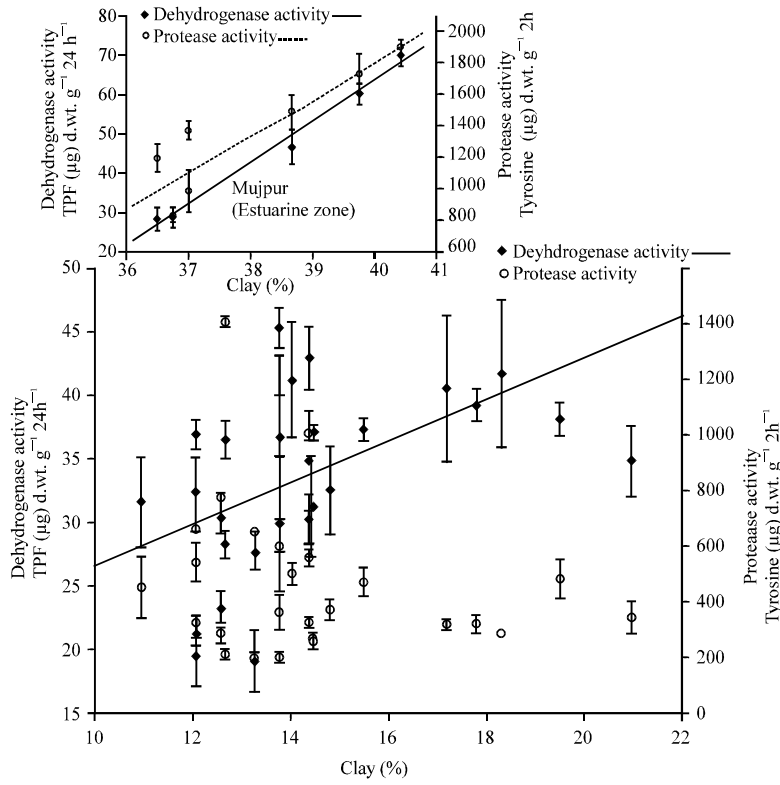 Dehydrogenase activity
Protease activity
80
70
60
50
40
30
20
Dehydrogenase activity
TPF (µg) d.wt. g⁻¹ 24 h⁻¹
2000
1800
1600
1400
1200
1000
800
600
Protease activity
Tyrosine (µg) d.wt. g⁻¹ 2h
Mujpur
(Estuarine zone)
36 37 38 39 40 41
Clay (%)
Deyhdrogenase activity
Protease activity
50
45
40
35
30
25
20
15
Dehydrogenase activity
TPF (µg) d.wt. g⁻¹ 24h⁻¹
1400
1200
1000
800
600
400
200
0
Proteaase activity
Tyrosine (µg) d.wt. g⁻¹ 2h⁻¹
10 12 14 16 18 20 22
Clay (%)